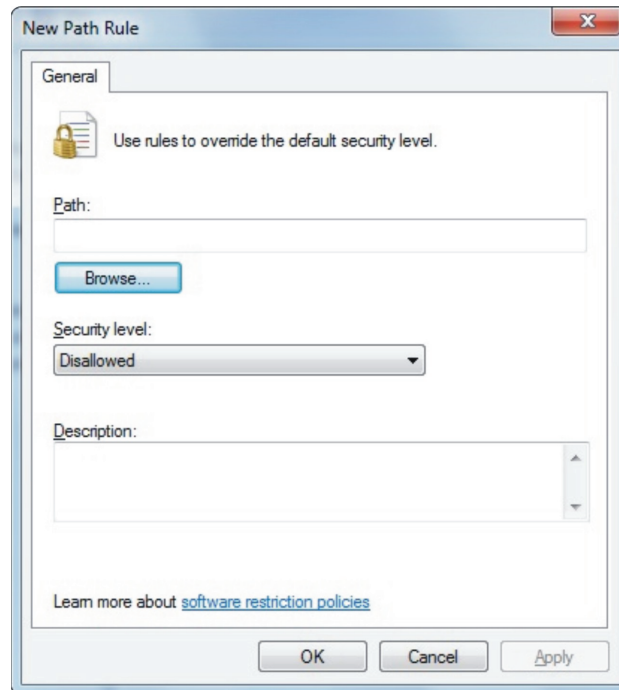 New Path Rule
General
Use rules to override the default security level.
Path:
Browse...
Security level:
Disallowed
Description:
Learn more about software restriction policies
OK Cancel Apply